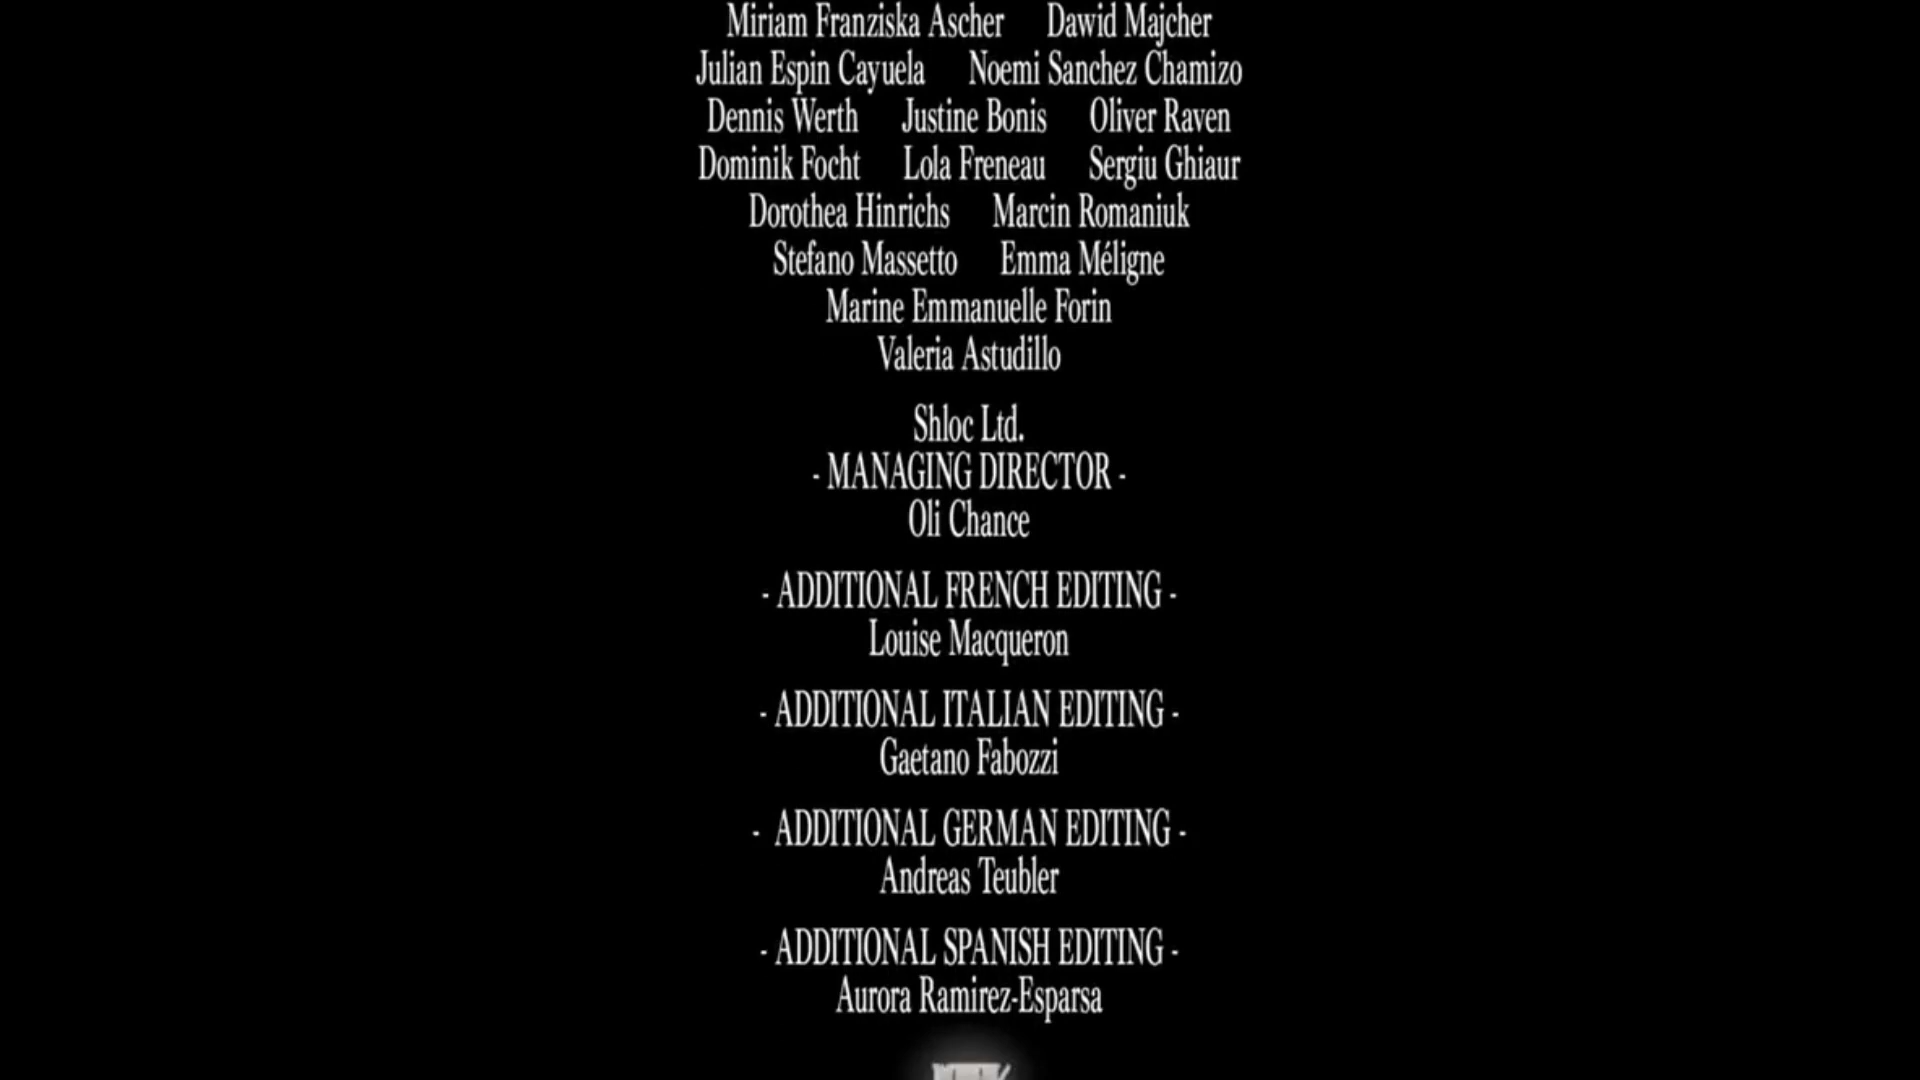 Miriam Franziska Ascher Dawid Majcher
Julian Espin Cayuela Noemi Sanchez Chamizo
Dennis Werth Justine Bonis Oliver Raven
Dominik Focht Lola Freneau Sergiu Ghiaur
Dorothea Hinrichs Marcin Romaniuk
Stefano Massetto Emma Méligne
Marine Emmanuelle Forin
Valeria Astudillo
Shloc Ltd.
- MANAGING DIRECTOR -
Oli Chance
- ADDITIONAL FRENCH EDITING -
Louise Macqueron
- ADDITIONAL ITALIAN EDITING -
Gaetano Fabozzi
- ADDITIONAL GERMAN EDITING -
Andreas Teubler
- ADDITIONAL SPANISH EDITING -
Aurora Ramirez-Esparsa